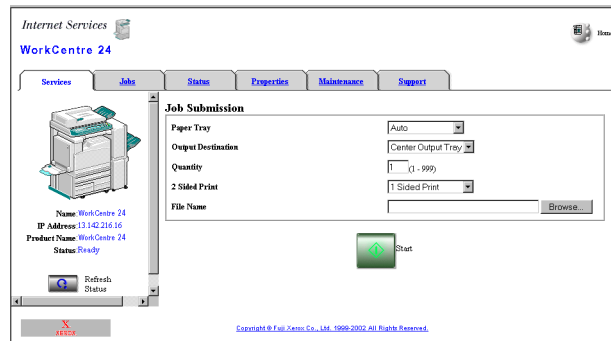 Internet Services
WorkCentre 24
Home
Services
Jobs
Status
Properties
Maintenance
Support
Job Submission
Paper Tray
Auto
Output Destination
Center Output Tray
Quantity
1 (1 - 999)
2 Sided Print
1 Sided Print
File Name
Browse...
Start
Name:WorkCentre 24
IP Address:13.142.216.16
Product Name:WorkCentre 24
Status:Ready
Refresh
Status
X
XEROX
Copyright © Fuji Xerox Co., Ltd. 1999-2002 All Rights Reserved.